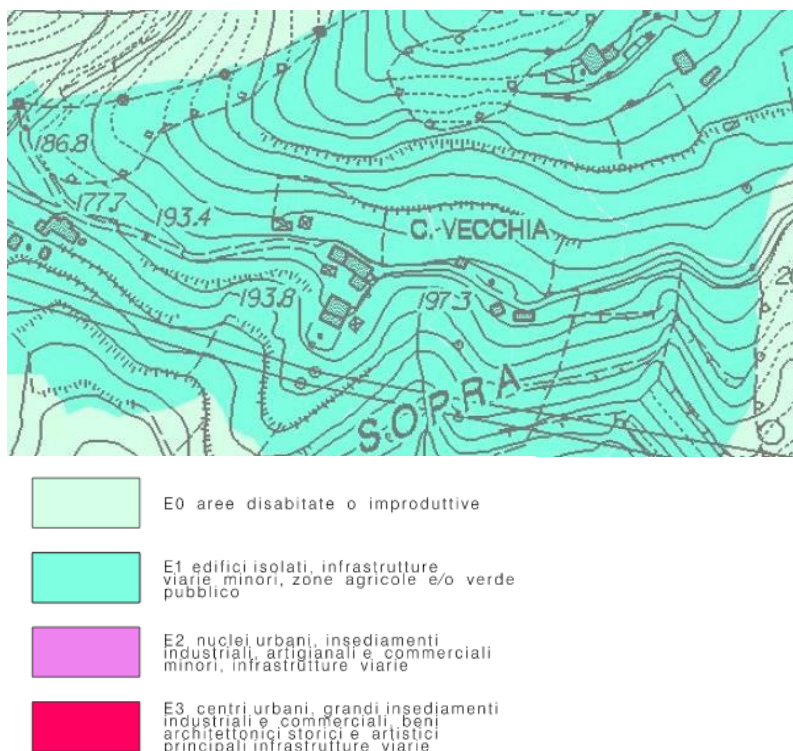 186.8
177.7
193.4
C. VECCHIA
193.8
197.3
SOPRA
E0 aree disabitate o improduttive
E1 edifici isolati, infrastrutture
viarie minori, zone agricole e/o verde
pubblico
E2 nuclei urbani, insediamenti
industriali, artigianali e commerciali
minori, infrastrutture viarie
E3 centri urbani, grandi insediamenti
industriali e commerciali, beni
architettonici storici e artistici
principali infrastrutture viarie